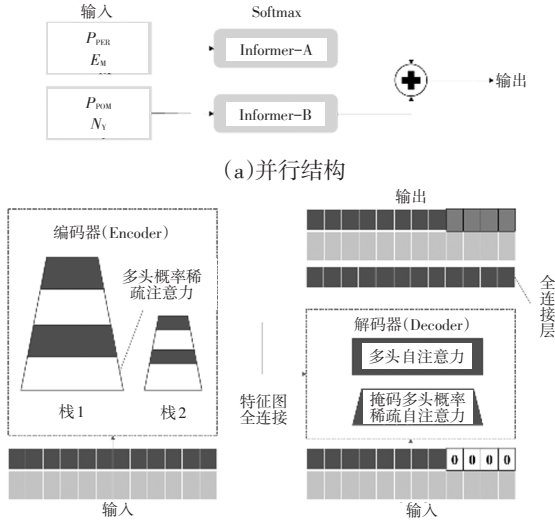 输入
Softmax
P_PER
E_M
Informer-A
P_POM
N_Y
Informer-B
输出
(a)并行结构
编码器(Encoder)
多头概率稀
疏注意力
栈1
栈2
输入
特征图
全连接
输出
全连接层
解码器(Decoder)
多头自注意力
掩码多头概率
稀疏自注意力
0 0 0 0
输入